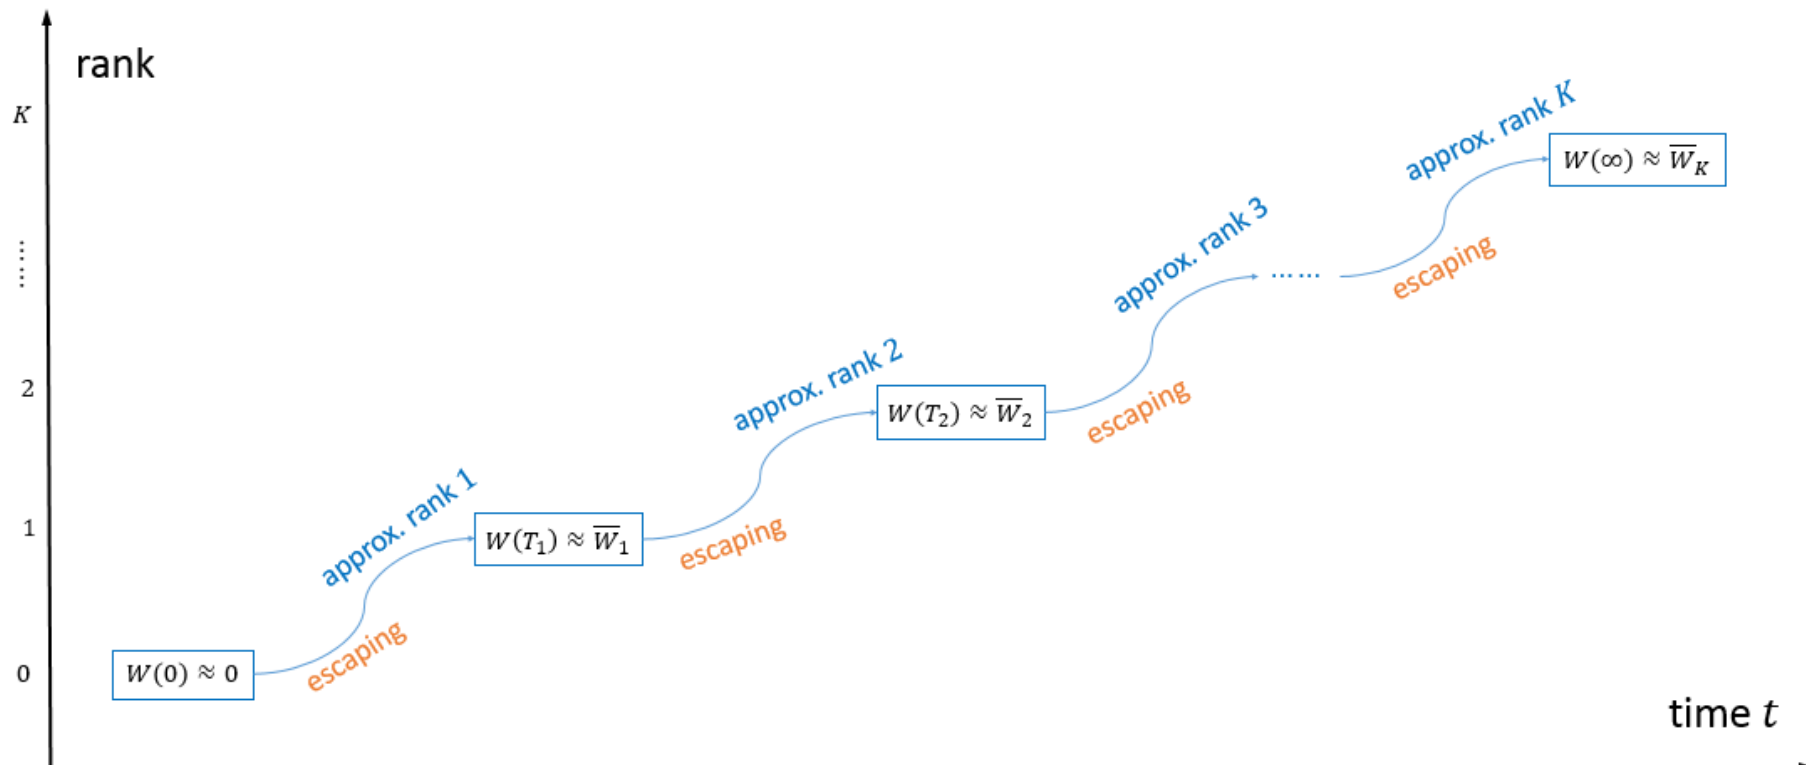 rank
K
approx. rank K
W(∞) ≈ W̅_K
approx. rank 3
escaping
......
......
approx. rank 2
2
W(T₂) ≈ W̅₂
escaping
approx. rank 1
1
W(T₁) ≈ W̅₁
escaping
0
W(0) ≈ 0
escaping
time t